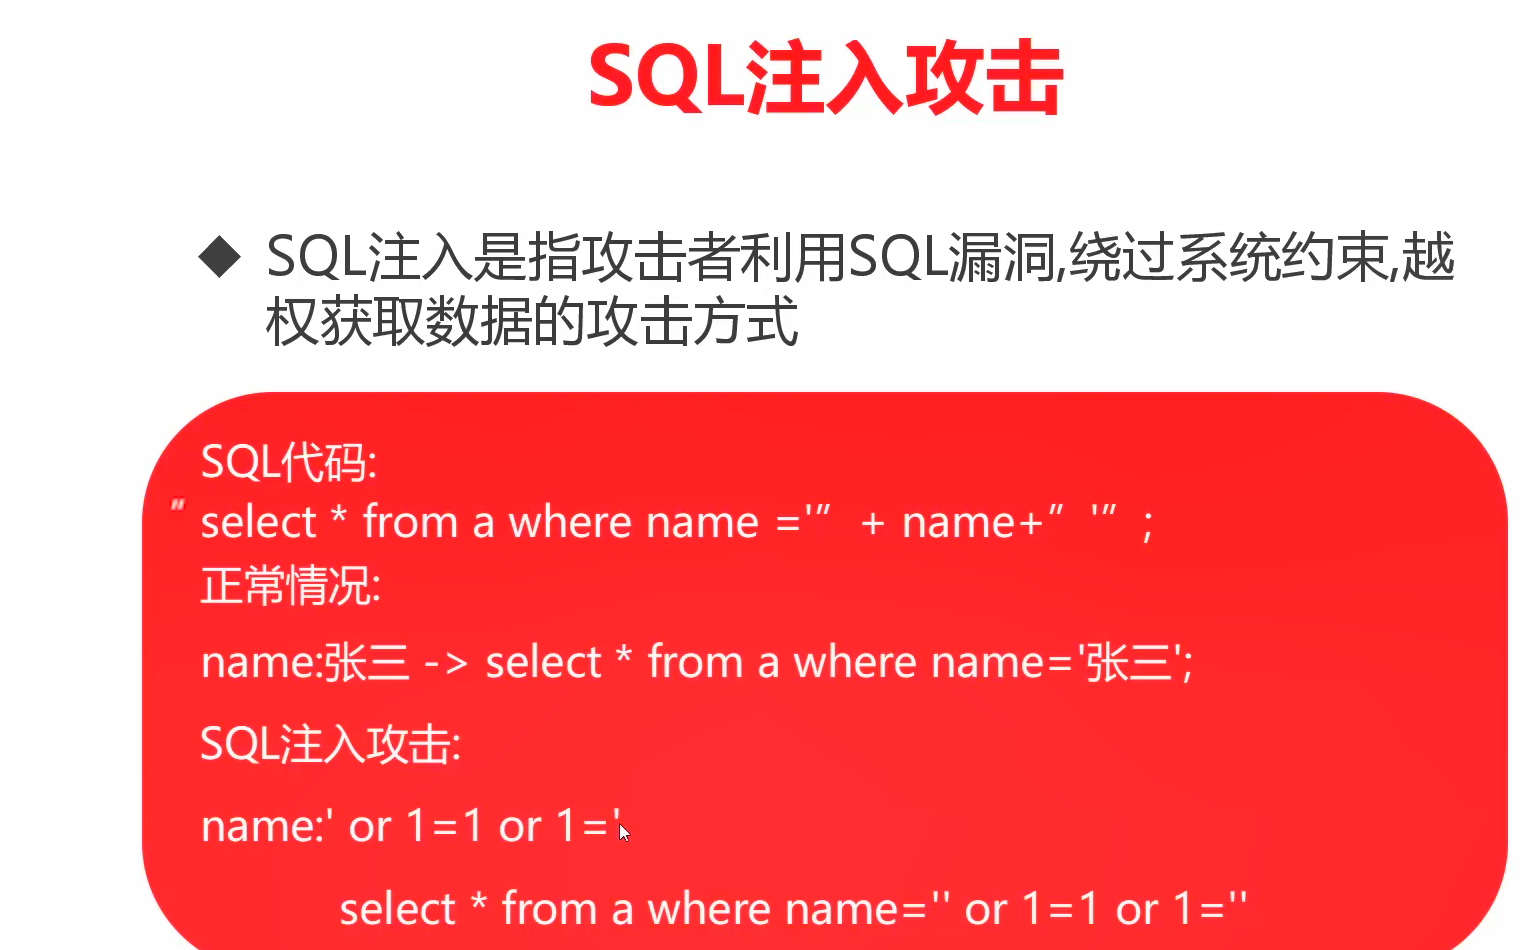 SQL注入攻击
◆ SQL注入是指攻击者利用SQL漏洞,绕过系统约束,越
权获取数据的攻击方式
SQL代码:
"select * from a where name ='” + name+” '” ;
正常情况:
name:张三 -> select * from a where name='张三';
SQL注入攻击:
name:' or 1=1 or 1='
select * from a where name='' or 1=1 or 1=''